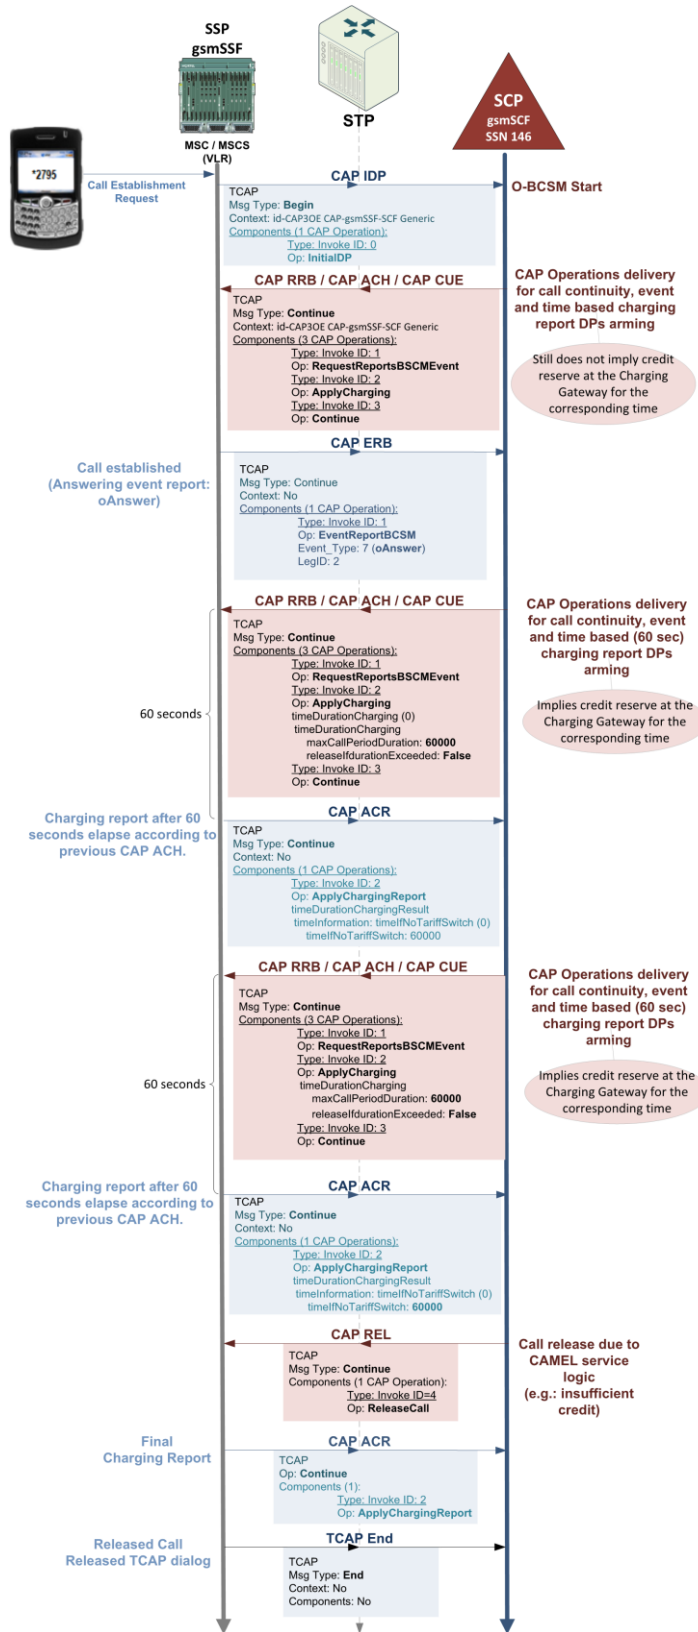 SSP
gsmSSF
MSC / MSCS
(VLR)
STP
SCP
gsmSCF
SSN 146
*2795
Call Establishment
Request
CAP IDP
O-BCSM Start
TCAP
Msg Type: Begin
Context: id-CAP3OE CAP-gsmSSF-SCF Generic
Components (1 CAP Operation):
Type: Invoke ID: 0
Op: InitialDP
CAP RRB / CAP ACH / CAP CUE
CAP Operations delivery
for call continuity, event
and time based charging
report DPs arming
TCAP
Msg Type: Continue
Context: id-CAP3OE CAP-gsmSSF-SCF Generic
Components (3 CAP Operations):
Type: Invoke ID: 1
Op: RequestReportsBSCMEvent
Type: Invoke ID: 2
Op: ApplyCharging
Type: Invoke ID: 3
Op: Continue
Still does not imply credit
reserve at the Charging
Gateway for the
corresponding time
CAP ERB
Call established
(Answering event report:
oAnswer)
TCAP
Msg Type: Continue
Context: No
Components (1 CAP Operation):
Type: Invoke ID: 1
Op: EventReportBCSM
Event_Type: 7 (oAnswer)
LegID: 2
CAP RRB / CAP ACH / CAP CUE
CAP Operations delivery
for call continuity, event
and time based (60 sec)
charging report DPs
arming
TCAP
Msg Type: Continue
Components (3 CAP Operations):
Type: Invoke ID: 1
Op: RequestReportsBSCMEvent
Type: Invoke ID: 2
Op: ApplyCharging
timeDurationCharging (0)
timeDurationCharging
maxCallPeriodDuration: 60000
releaseIfdurationExceeded: False
Type: Invoke ID: 3
Op: Continue
60 seconds
Implies credit reserve at the
Charging Gateway for the
corresponding time
CAP ACR
Charging report after 60
seconds elapse according to
previous CAP ACH.
TCAP
Msg Type: Continue
Context: No
Components (1 CAP Operations):
Type: Invoke ID: 2
Op: ApplyChargingReport
timeDurationChargingResult
timeInformation: timeIfNoTariffSwitch (0)
timeIfNoTariffSwitch: 60000
CAP RRB / CAP ACH / CAP CUE
CAP Operations delivery
for call continuity, event
and time based (60 sec)
charging report DPs
arming
TCAP
Msg Type: Continue
Components (3 CAP Operations):
Type: Invoke ID: 1
Op: RequestReportsBSCMEvent
Type: Invoke ID: 2
Op: ApplyCharging
timeDurationCharging
maxCallPeriodDuration: 60000
releaseIfdurationExceeded: False
Type: Invoke ID: 3
Op: Continue
60 seconds
Implies credit reserve at the
Charging Gateway for the
corresponding time
CAP ACR
Charging report after 60
seconds elapse according to
previous CAP ACH.
TCAP
Msg Type: Continue
Context: No
Components (1 CAP Operations):
Type: Invoke ID: 2
Op: ApplyChargingReport
timeDurationChargingResult
timeInformation: timeIfNoTariffSwitch (0)
timeIfNoTariffSwitch: 60000
CAP REL
Call release due to
CAMEL service
logic
(e.g.: insufficient
credit)
TCAP
Msg Type: Continue
Components (1 CAP Operation):
Type: Invoke ID=4
Op: ReleaseCall
CAP ACR
Final
Charging Report
TCAP
Op: Continue
Components (1):
Type: Invoke ID: 2
Op: ApplyChargingReport
TCAP End
Released Call
Released TCAP dialog
TCAP
Msg Type: End
Context: No
Components: No